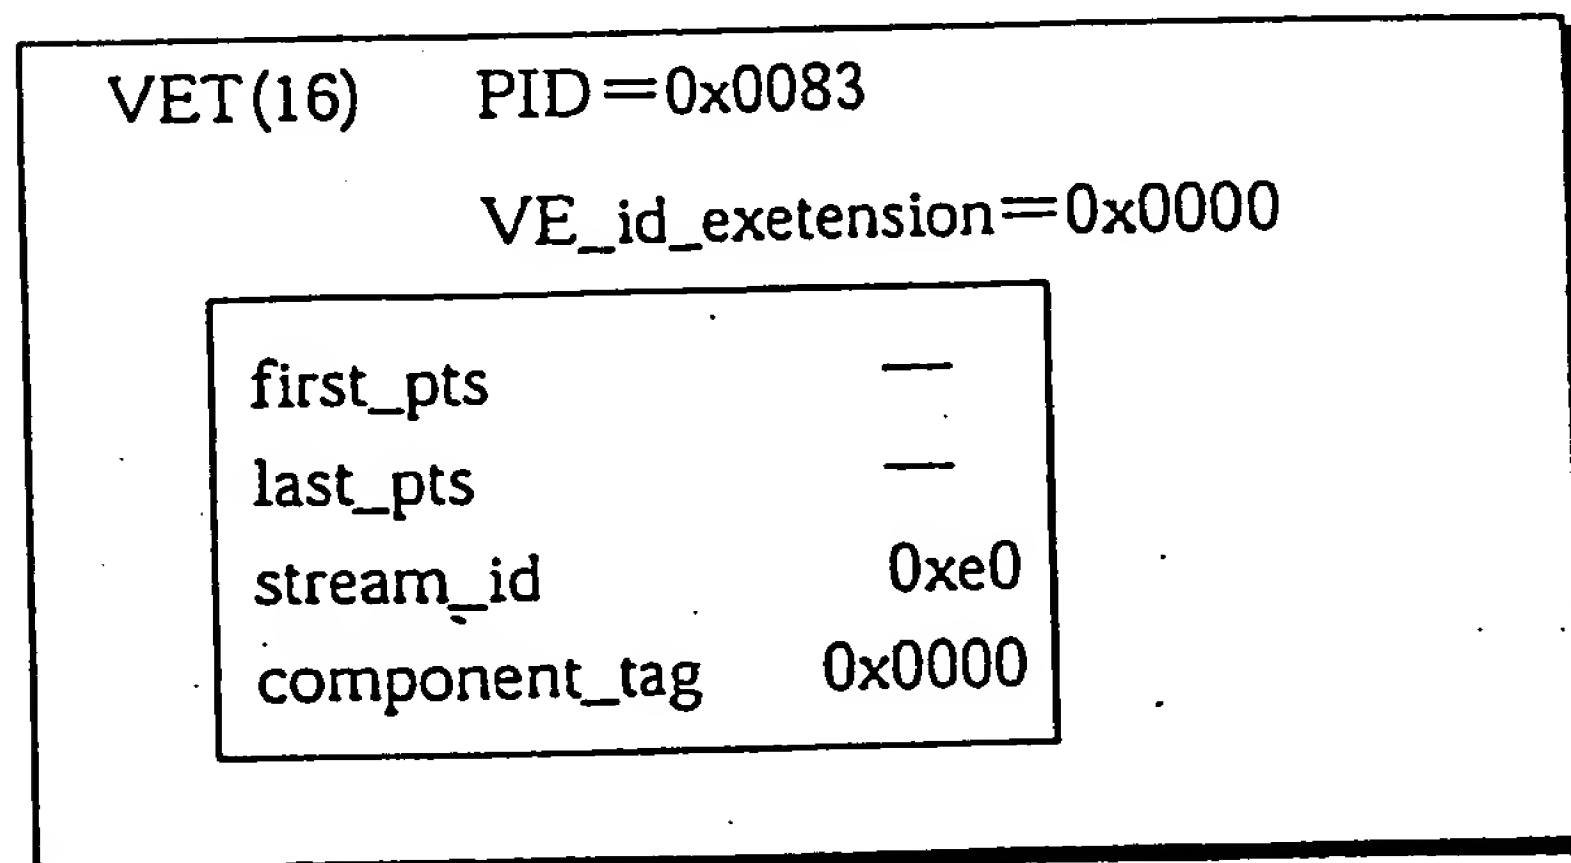 VET(16) PID=0x0083
VE_id_exetension=0x0000
first_pts —
last_pts —
stream_id 0xe0
component_tag 0x0000